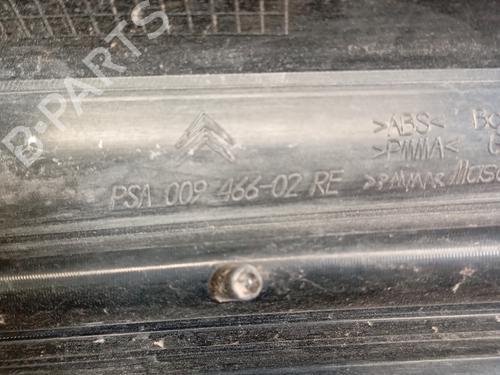 B-PARTS
>ABS<
>PMMA<
PSA 009 466-02 RE